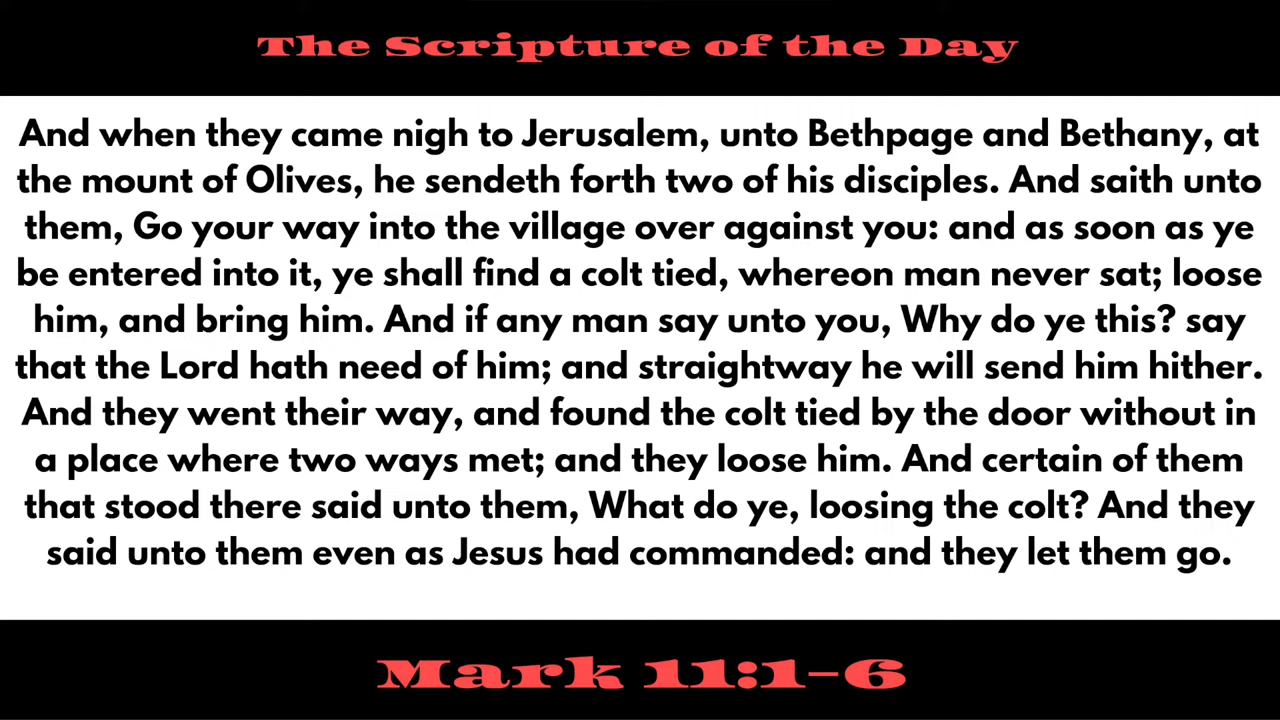 The Scripture of the Day
And when they came nigh to Jerusalem, unto Bethpage and Bethany, at
the mount of Olives, he sendeth forth two of his disciples. And saith unto
them, Go your way into the village over against you: and as soon as ye
be entered into it, ye shall find a colt tied, whereon man never sat; loose
him, and bring him. And if any man say unto you, Why do ye this? say
that the Lord hath need of him; and straightway he will send him hither.
And they went their way, and found the colt tied by the door without in
a place where two ways met; and they loose him. And certain of them
that stood there said unto them, What do ye, loosing the colt? And they
said unto them even as Jesus had commanded: and they let them go.
Mark 11:1-6